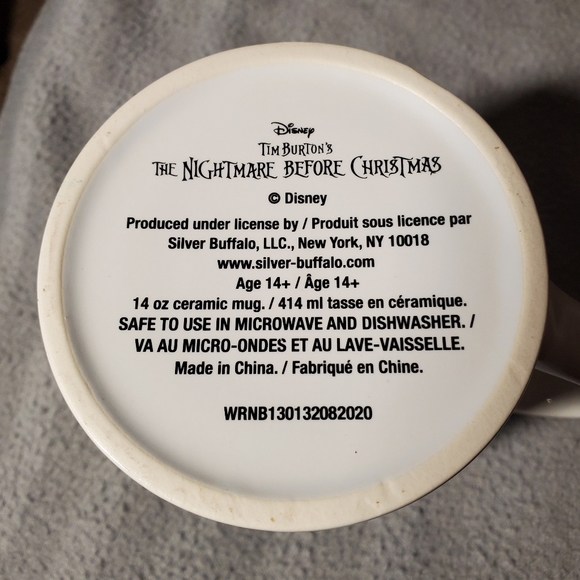 Disney
TIM BURTON'S
THE NIGHTMARE BEFORE CHRISTMAS
© Disney
Produced under license by / Produit sous licence par
Silver Buffalo, LLC., New York, NY 10018
www.silver-buffalo.com
Age 14+ / Âge 14+
14 oz ceramic mug. / 414 ml tasse en céramique.
SAFE TO USE IN MICROWAVE AND DISHWASHER. /
VA AU MICRO-ONDES ET AU LAVE-VAISSELLE.
Made in China. / Fabriqué en Chine.
WRNB130132082020